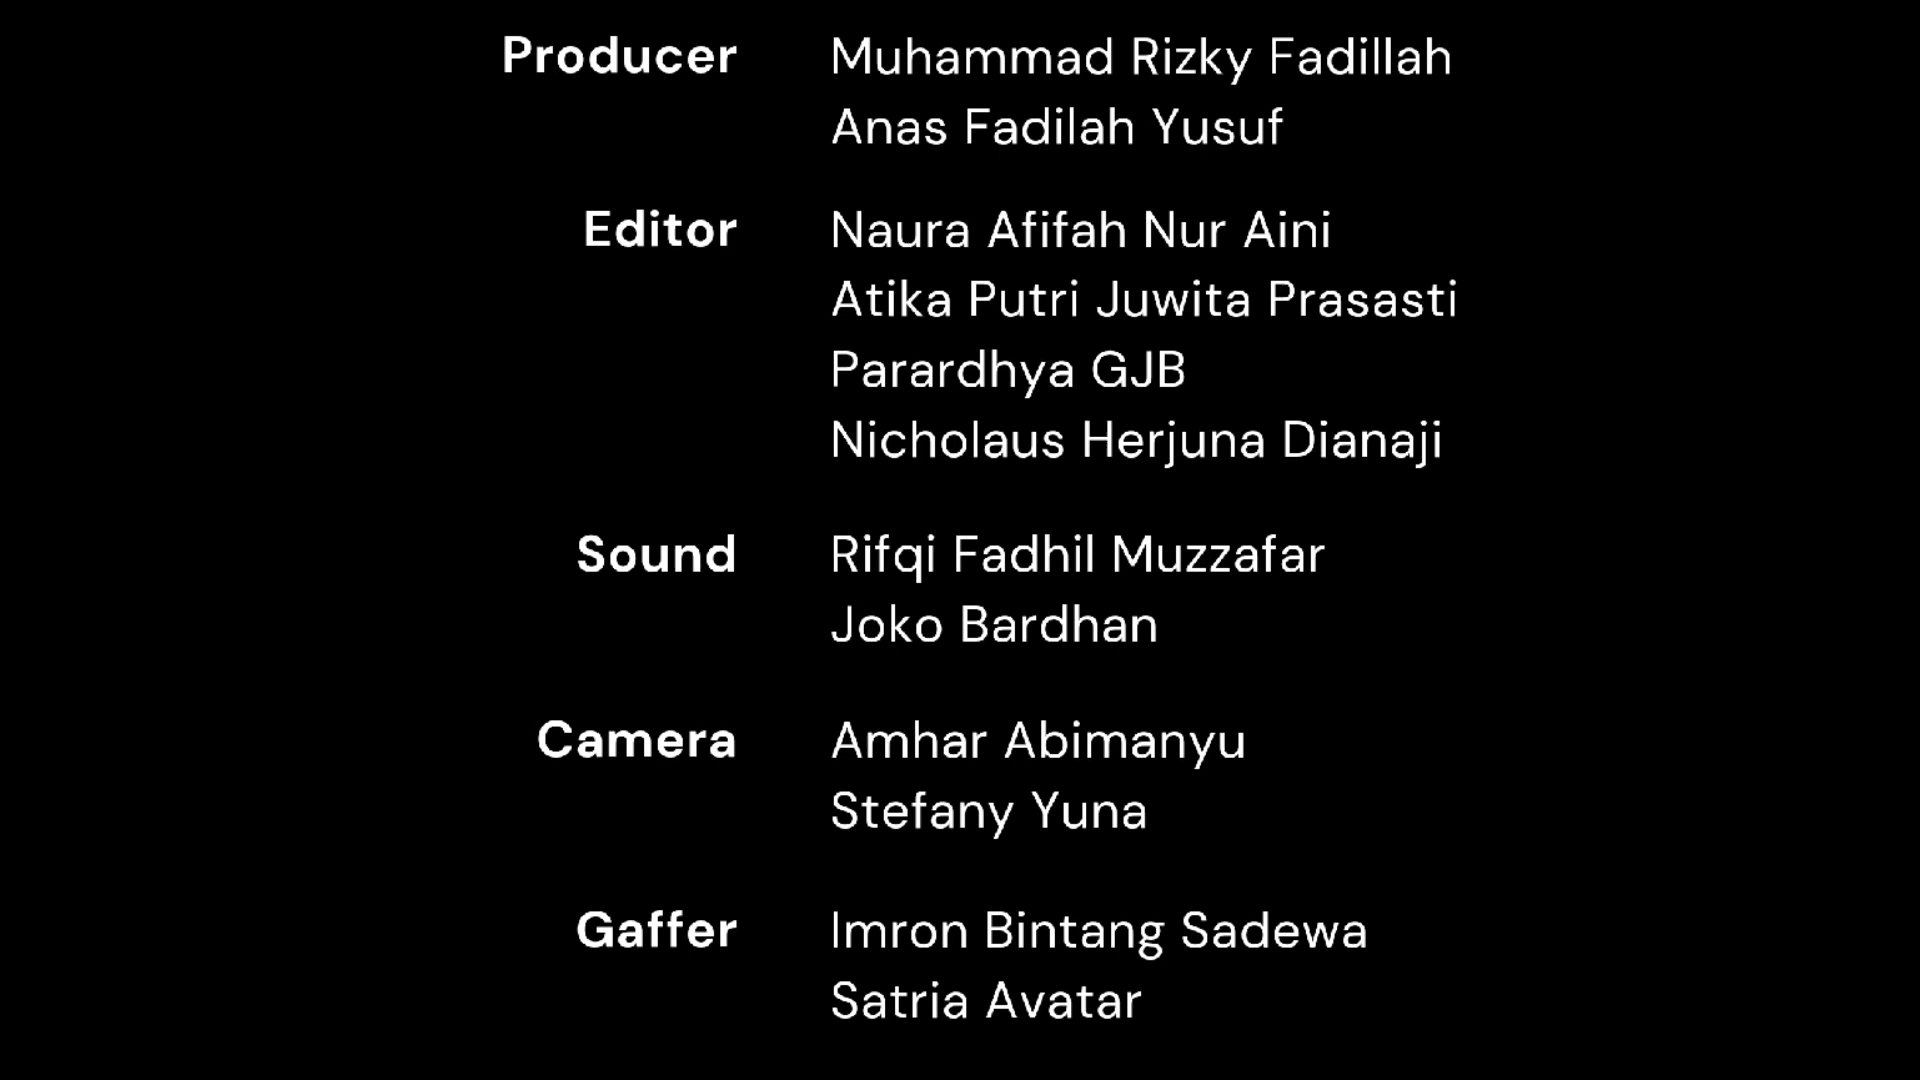 Producer Muhammad Rizky Fadillah
Anas Fadilah Yusuf
Editor Naura Afifah Nur Aini
Atika Putri Juwita Prasasti
Parardhya GJB
Nicholaus Herjuna Dianaji
Sound Rifqi Fadhil Muzzafar
Joko Bardhan
Camera Amhar Abimanyu
Stefany Yuna
Gaffer Imron Bintang Sadewa
Satria Avatar